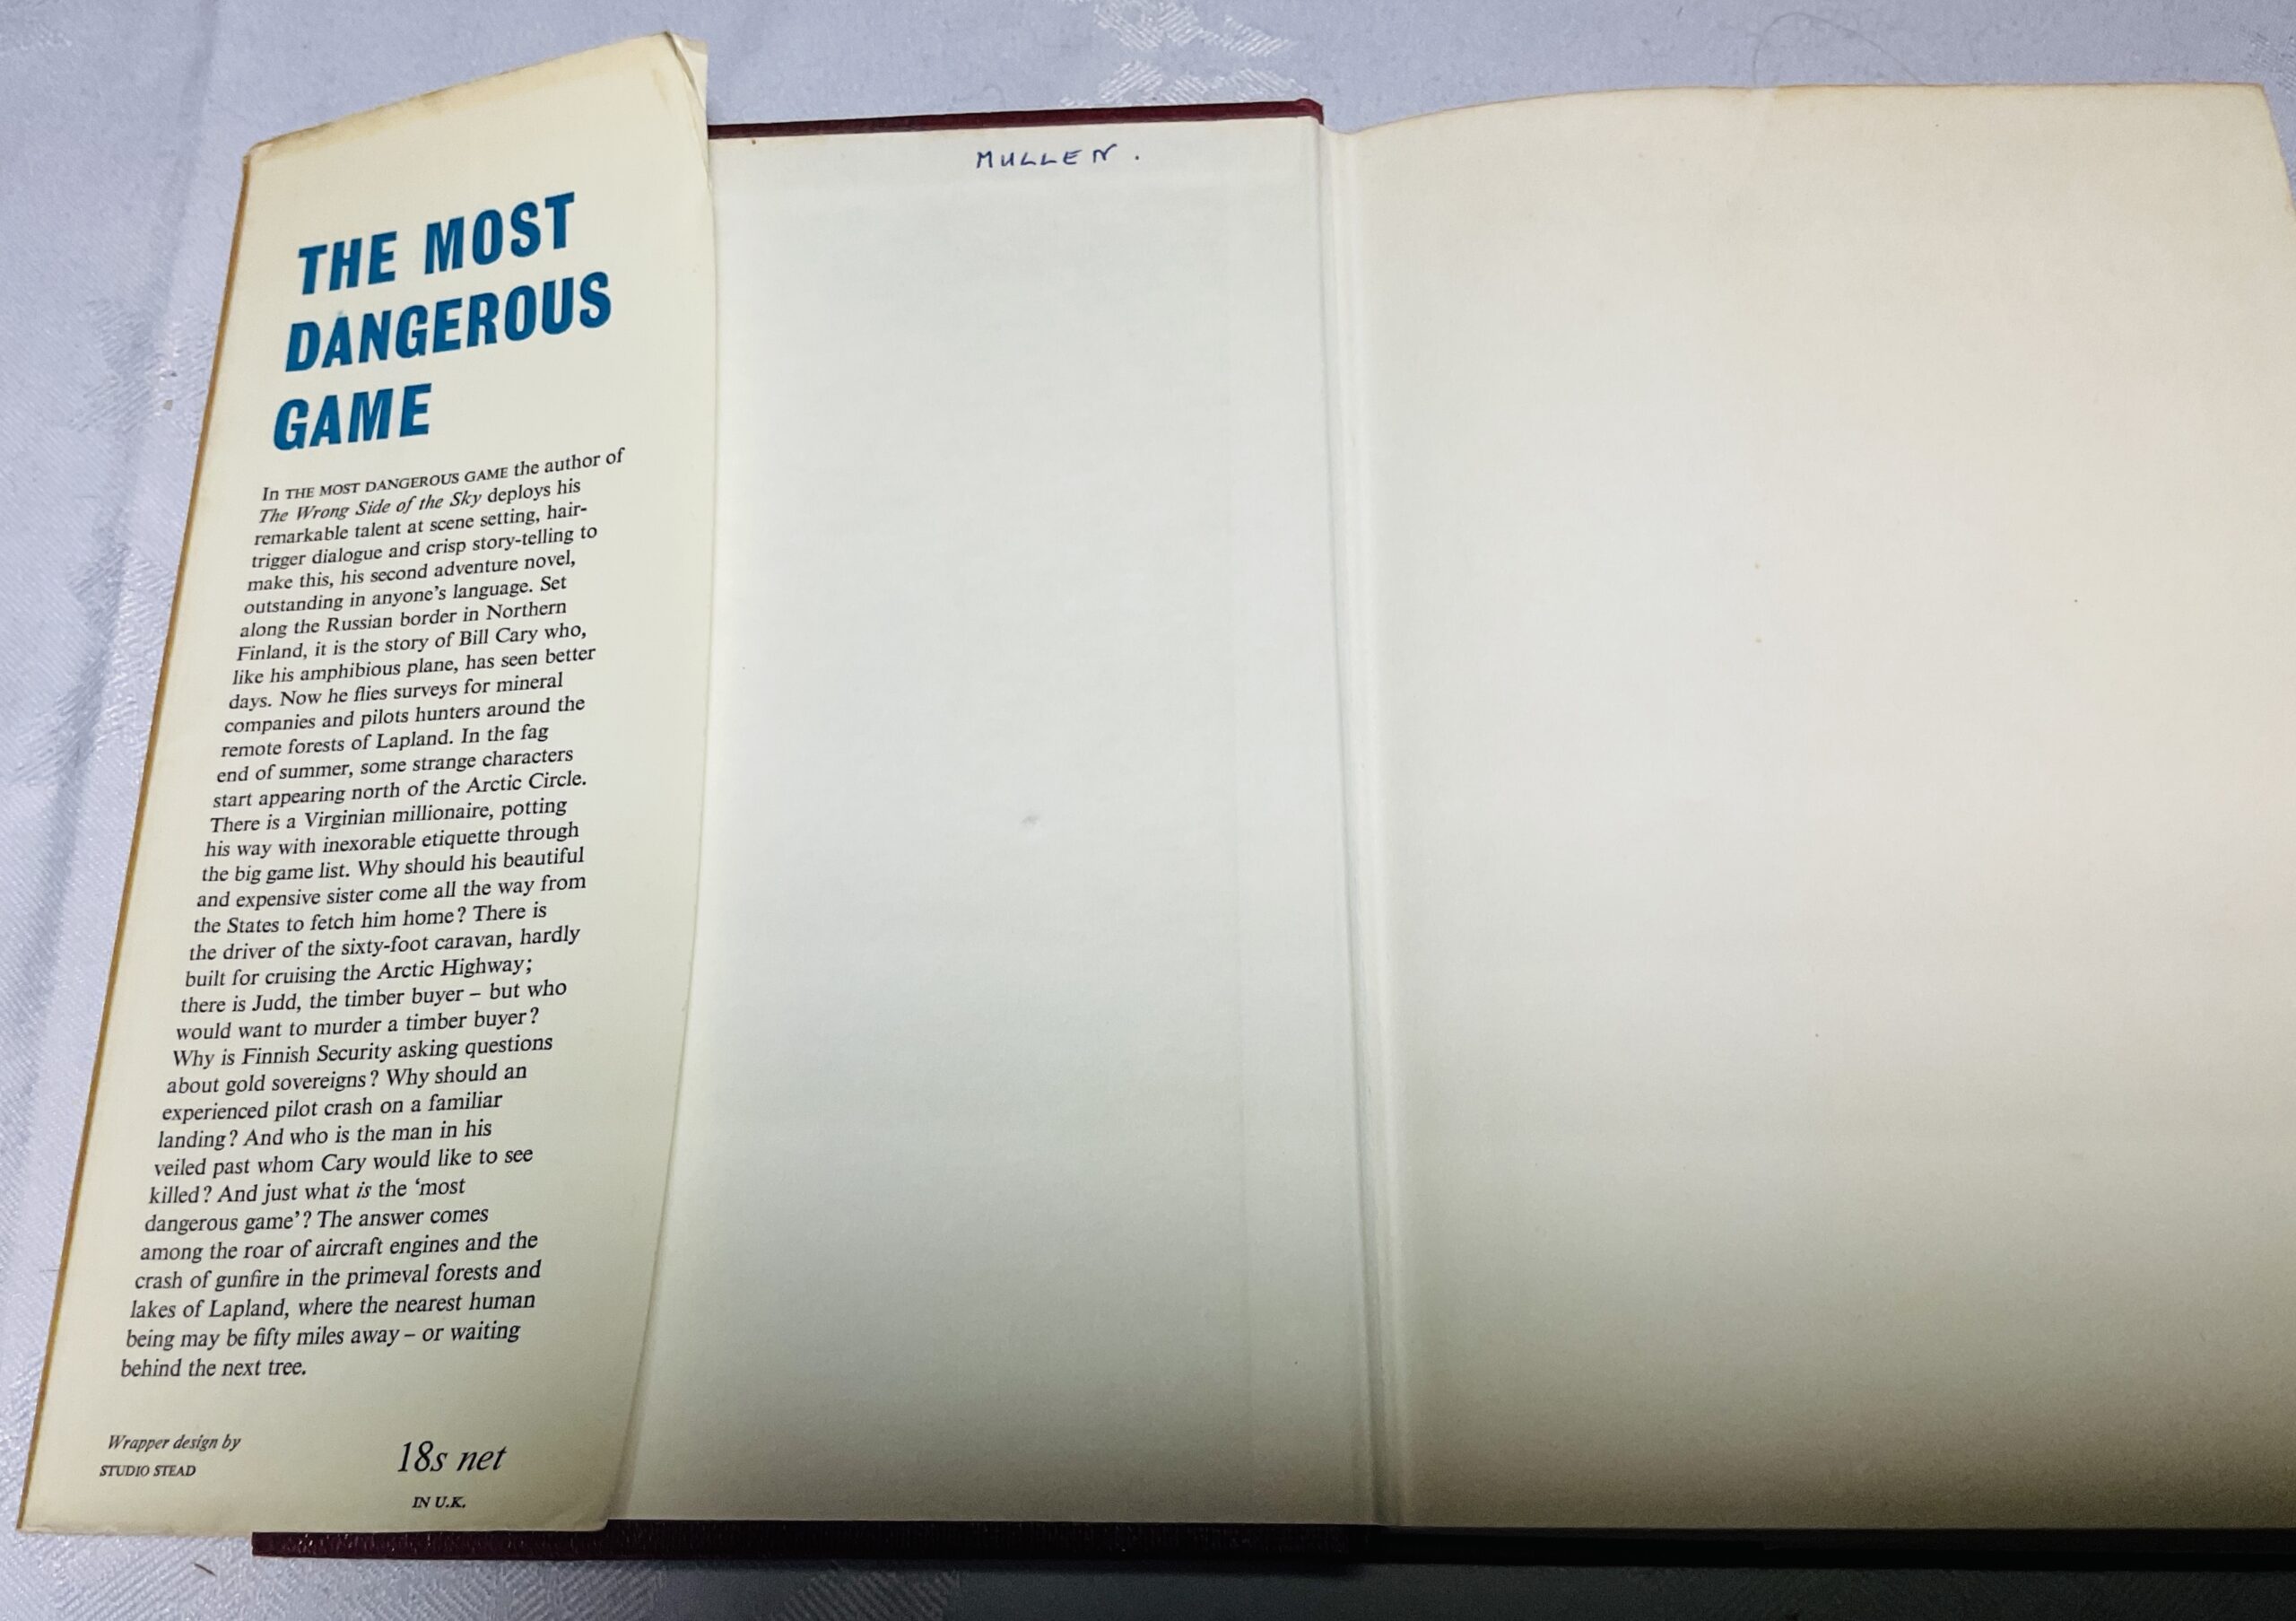 THE MOST
DANGEROUS
GAME
In THE MOST DANGEROUS GAME the author of
The Wrong Side of the Sky deploys his
remarkable talent at scene setting, hair-
trigger dialogue and crisp story-telling to
make this, his second adventure novel,
outstanding in anyone's language. Set
along the Russian border in Northern
Finland, it is the story of Bill Cary who,
like his amphibious plane, has seen better
days. Now he flies surveys for mineral
companies and pilots hunters around the
remote forests of Lapland. In the fag
end of summer, some strange characters
start appearing north of the Arctic Circle.
There is a Virginian millionaire, potting
his way with inexorable etiquette through
the big game list. Why should his beautiful
and expensive sister come all the way from
the States to fetch him home? There is
the driver of the sixty-foot caravan, hardly
built for cruising the Arctic Highway;
there is Judd, the timber buyer – but who
would want to murder a timber buyer?
Why is Finnish Security asking questions
about gold sovereigns? Why should an
experienced pilot crash on a familiar
landing? And who is the man in his
veiled past whom Cary would like to see
killed? And just what is the ‘most
dangerous game’? The answer comes
among the roar of aircraft engines and the
crash of gunfire in the primeval forests and
lakes of Lapland, where the nearest human
being may be fifty miles away – or waiting
behind the next tree.
Wrapper design by
STUDIO STEAD
18s net
IN U.K.
MULLEN.